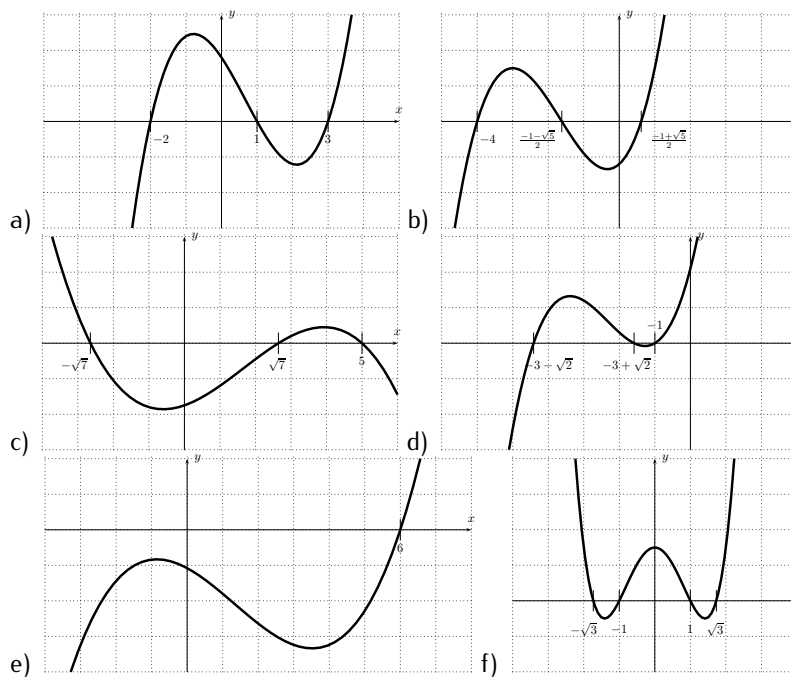 y
x
−2 1 3
a)
y
−4 (−1−√5)/2 (−1+√5)/2
b)
y
x
−√7 √7 5
c)
y
−1
−3−√2 −3+√2
d)
y
x
6
e)
y
−√3 −1 1 √3
f)